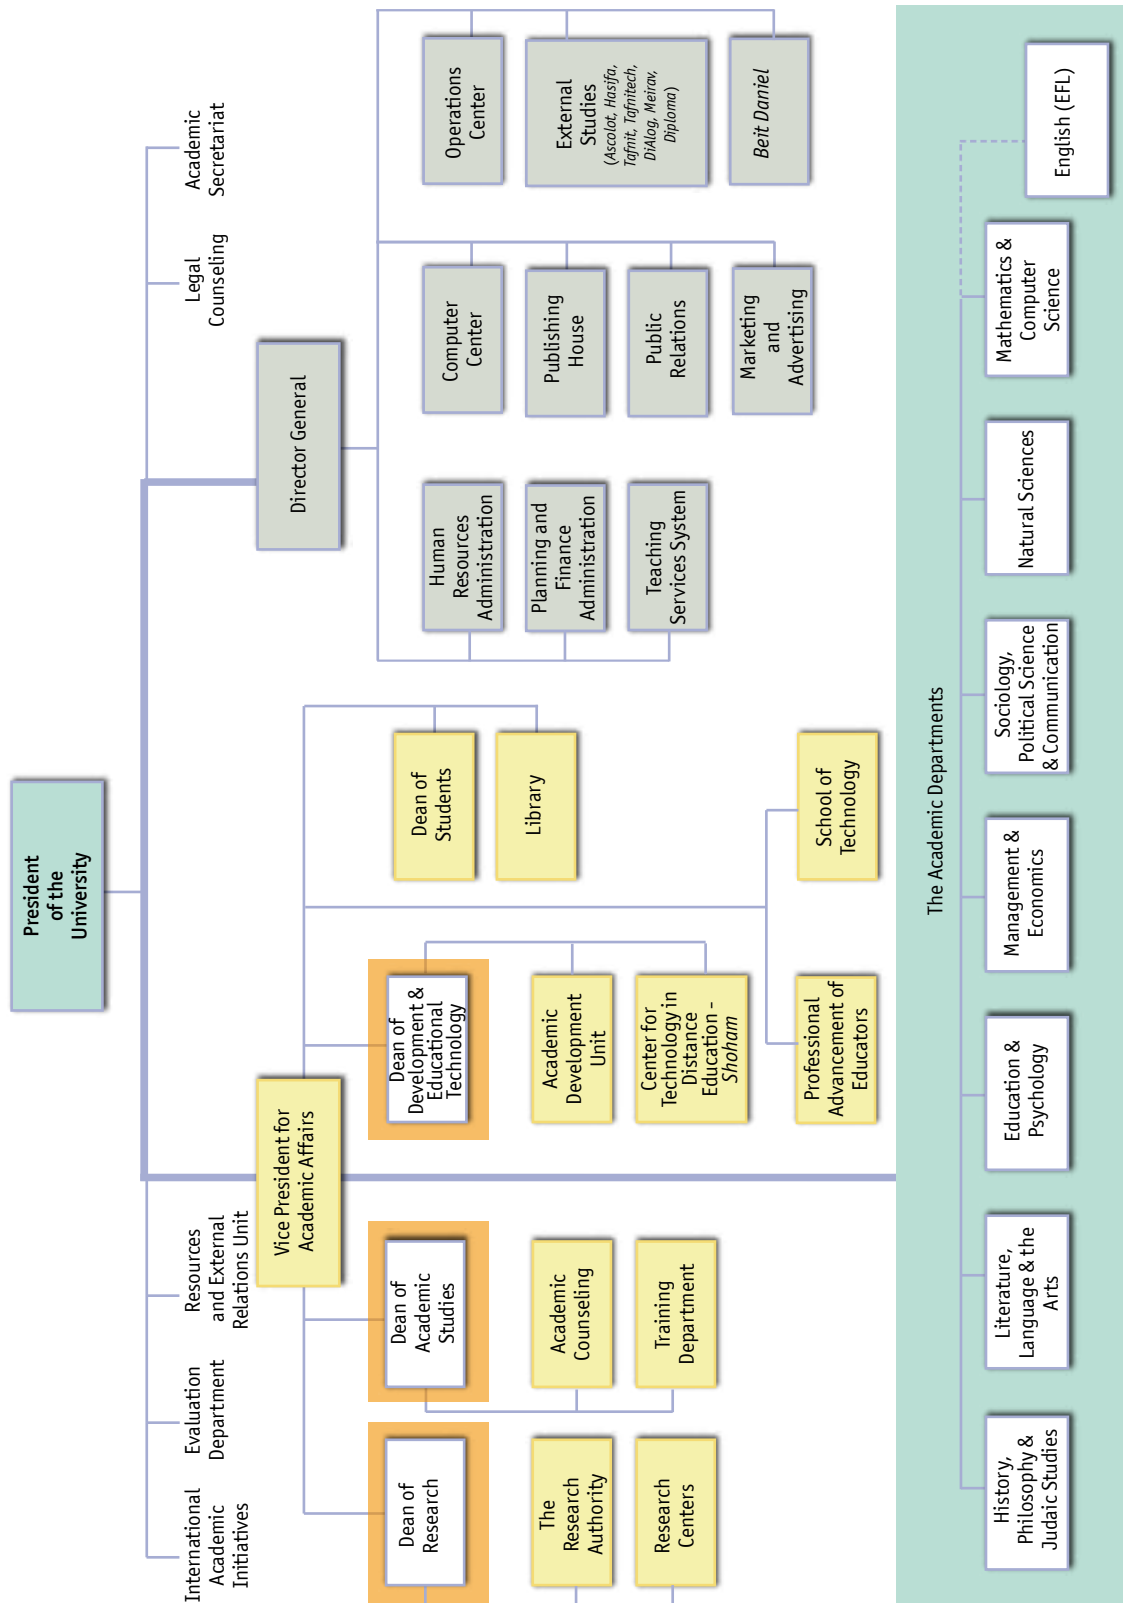 President
of the
University
International
Academic
Initiatives
Evaluation
Department
Resources
and External
Relations Unit
Legal
Counseling
Academic
Secretariat
Vice President for
Academic Affairs
Director General
Dean of
Research
Dean of
Academic
Studies
Dean of
Development &
Educational
Technology
Dean of
Students
Library
The
Research
Authority
Research
Centers
Academic
Counseling
Training
Department
Academic
Development
Unit
Center for
Technology in
Distance
Education -
Shoham
Professional
Advancement of
Educators
School of
Technology
Human
Resources
Administration
Planning and
Finance
Administration
Teaching
Services System
Computer
Center
Publishing
House
Public
Relations
Marketing
and
Advertising
Operations
Center
External
Studies
(Ascolot, Hasifa,
Tafnit, Tafnitech,
DiAlog, Meirav,
Diploma)
Beit Daniel
The Academic Departments
History,
Philosophy &
Judaic Studies
Literature,
Language & the
Arts
Education &
Psychology
Management &
Economics
Sociology,
Political Science
& Communication
Natural Sciences
Mathematics &
Computer
Science
English (EFL)